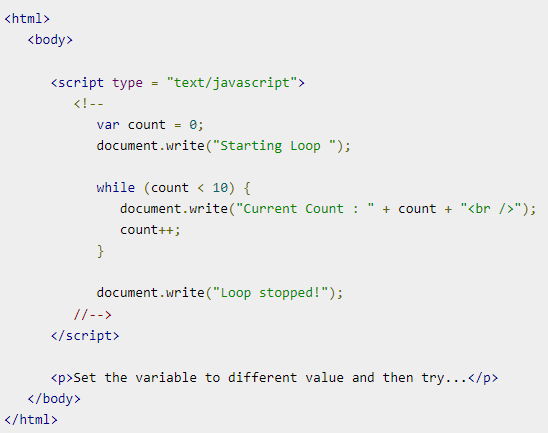 <html>
<body>
<script type = "text/javascript">
<!--
var count = 0;
document.write("Starting Loop ");
while (count < 10) {
document.write("Current Count : " + count + "<br />");
count++;
}
document.write("Loop stopped!");
//-->
</script>
<p>Set the variable to different value and then try...</p>
</body>
</html>